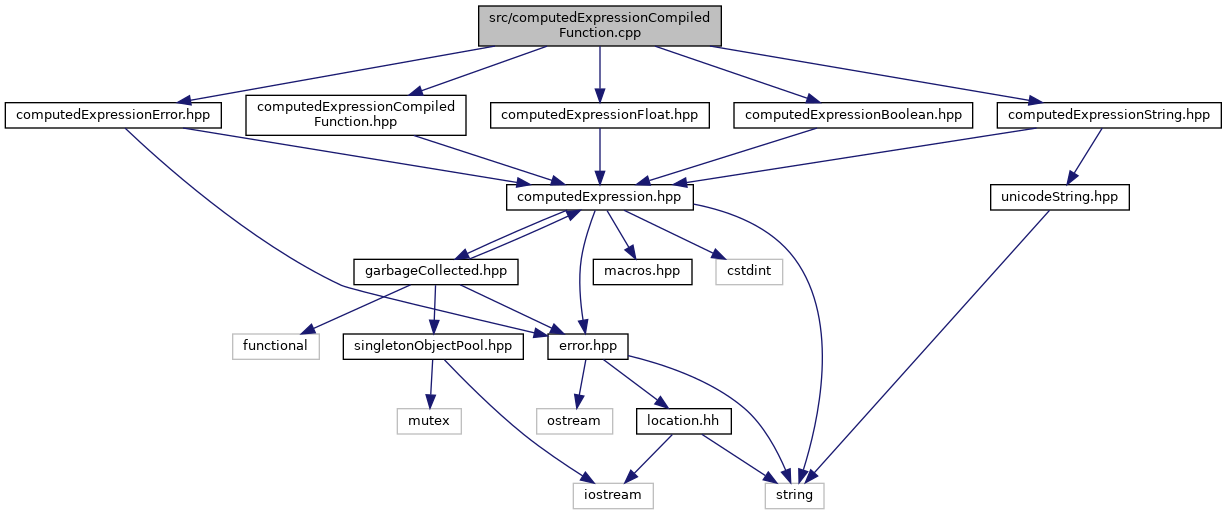 src/computedExpressionCompiled
Function.cpp
computedExpressionError.hpp
computedExpressionCompiled
Function.hpp
computedExpressionFloat.hpp
computedExpressionBoolean.hpp
computedExpressionString.hpp
computedExpression.hpp
unicodeString.hpp
garbageCollected.hpp
macros.hpp
cstdint
functional
singletonObjectPool.hpp
error.hpp
mutex
ostream
location.hh
iostream
string